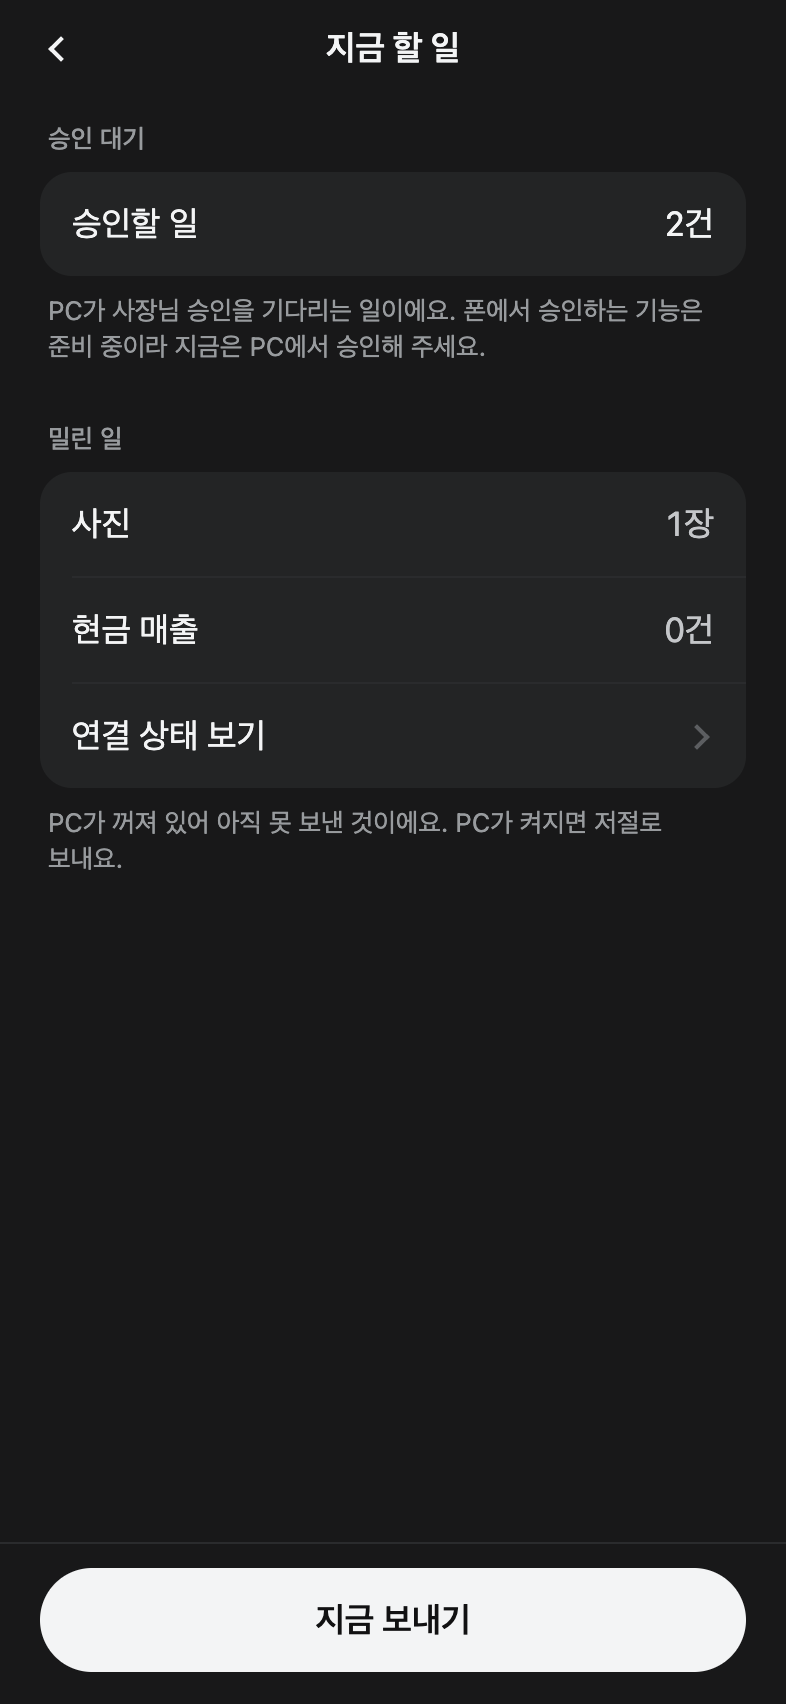 지금 할 일
승인 대기
승인할 일 2건
PC가 사장님 승인을 기다리는 일이에요. 폰에서 승인하는 기능은
준비 중이라 지금은 PC에서 승인해 주세요.
밀린 일
사진 1장
현금 매출 0건
연결 상태 보기
PC가 꺼져 있어 아직 못 보낸 것이에요. PC가 켜지면 저절로
보내요.
지금 보내기